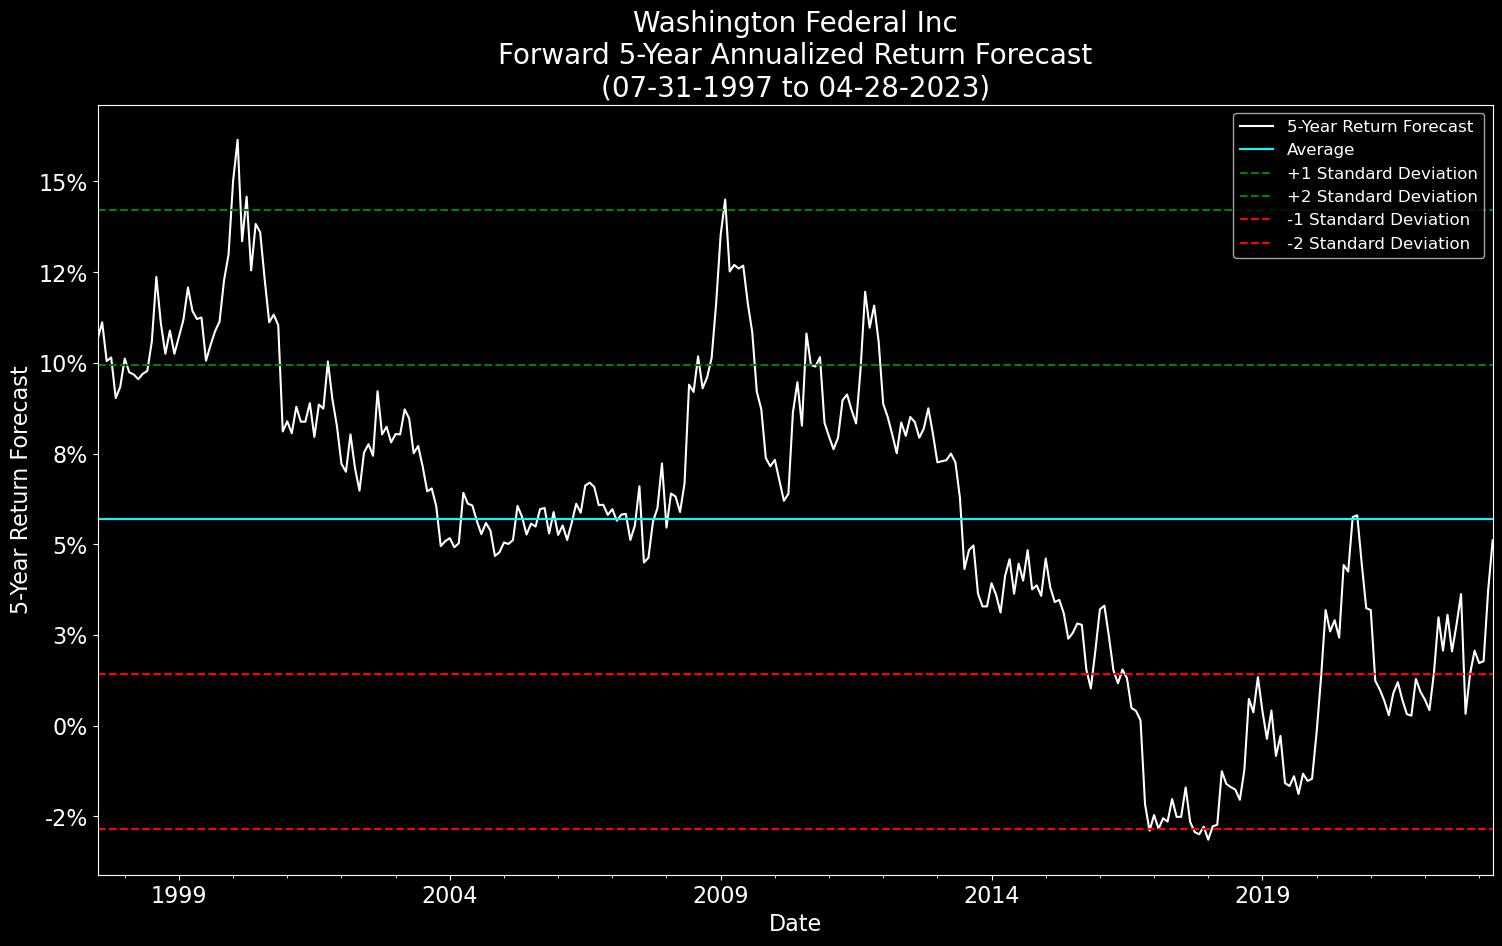 Washington Federal Inc
Forward 5-Year Annualized Return Forecast
(07-31-1997 to 04-28-2023)
5-Year Return Forecast
Average
+1 Standard Deviation
+2 Standard Deviation
-1 Standard Deviation
-2 Standard Deviation
15%
12%
10%
8%
5%
3%
0%
-2%
5-Year Return Forecast
1999
2004
2009
2014
2019
Date